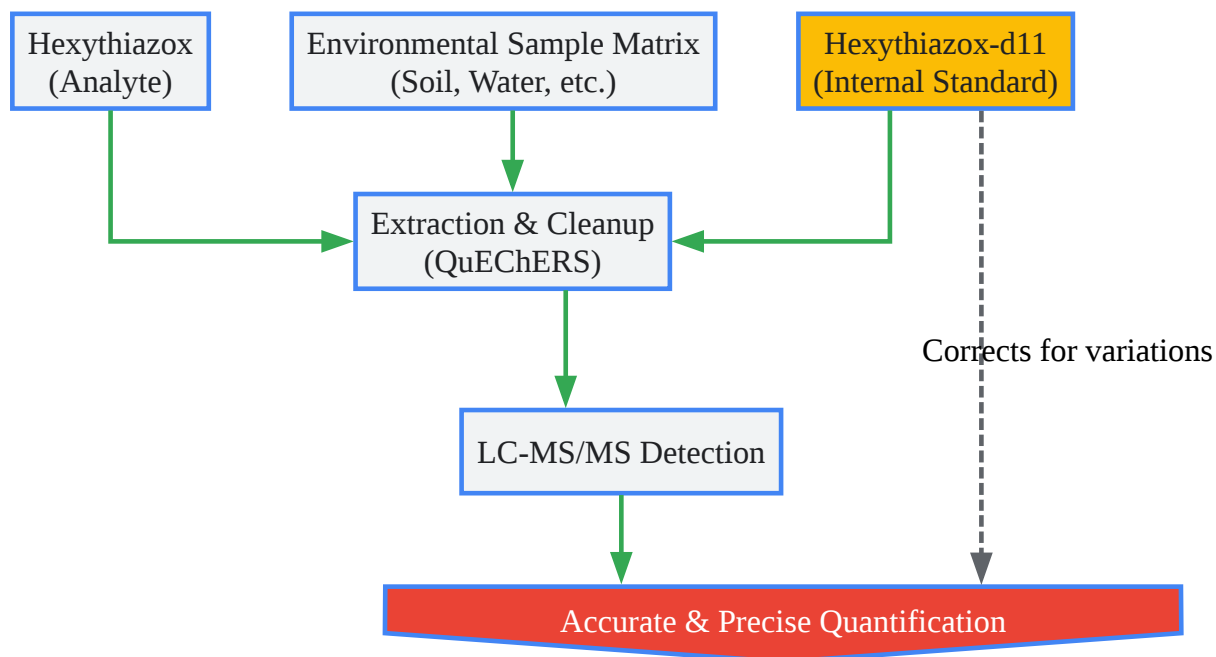 Hexythiazox
(Analyte)
Environmental Sample Matrix
(Soil, Water, etc.)
Hexythiazox-d11
(Internal Standard)
Extraction & Cleanup
(QuEChERS)
Corrects for variations
LC-MS/MS Detection
Accurate & Precise Quantification